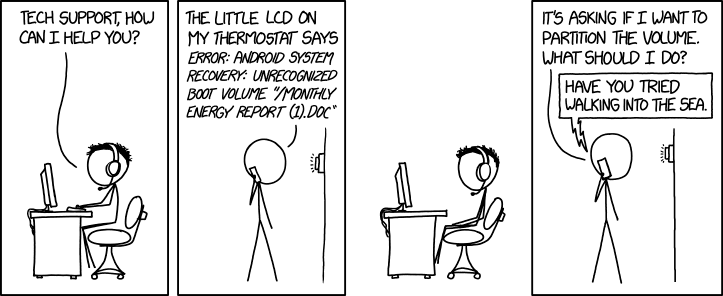 TECH SUPPORT, HOW
CAN I HELP YOU?
THE LITTLE LCD ON
MY THERMOSTAT SAYS
ERROR: ANDROID SYSTEM
RECOVERY: UNRECOGNIZED
BOOT VOLUME "/MONTHLY
ENERGY REPORT (1).DOC"
IT'S ASKING IF I WANT TO
PARTITION THE VOLUME.
WHAT SHOULD I DO?
HAVE YOU TRIED
WALKING INTO THE SEA.